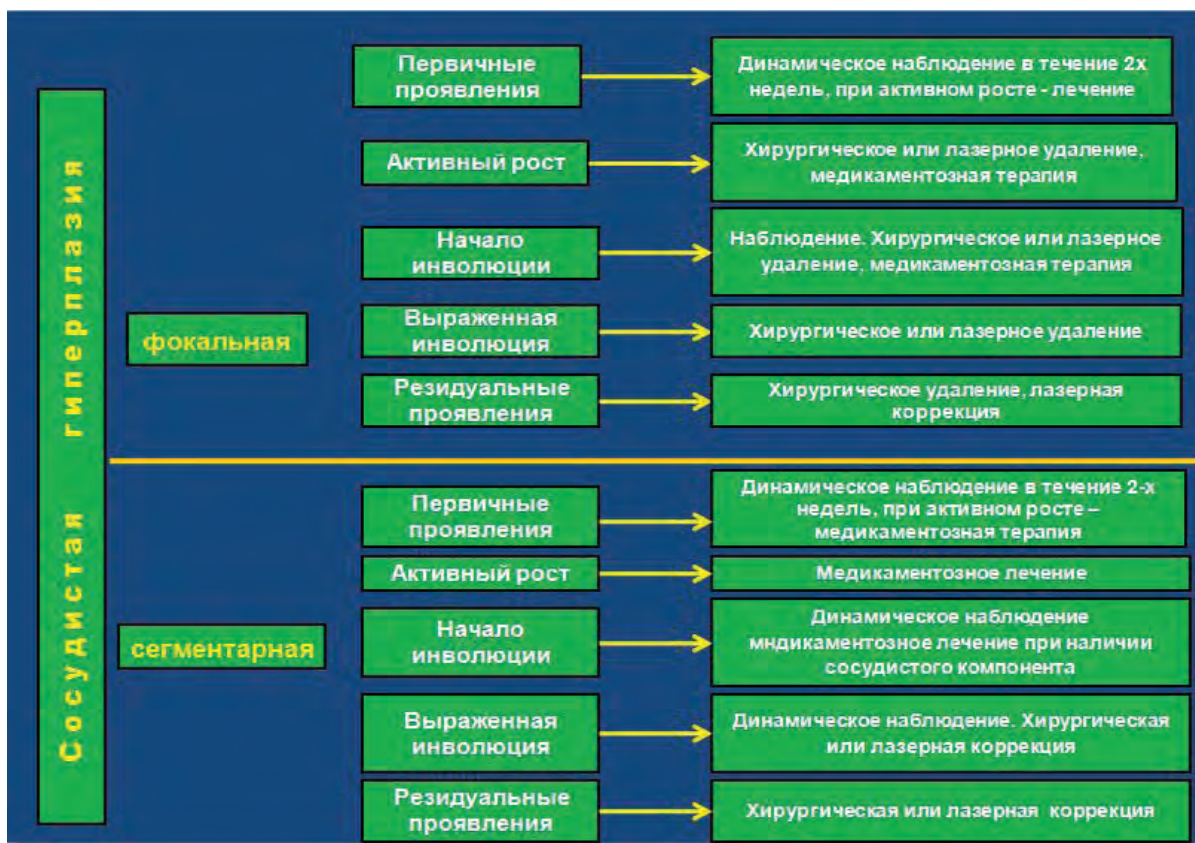 Сосудистая гиперплазия
фокальная
Первичные
проявления
Динамическое наблюдение в течение 2х
недель, при активном росте - лечение
Активный рост
Хирургическое или лазерное удаление,
медикаментозная терапия
Начало
инволюции
Наблюдение. Хирургическое или лазерное
удаление, медикаментозная терапия
Выраженная
инволюция
Хирургическое или лазерное удаление
Резидуальные
проявления
Хирургическое удаление, лазерная
коррекция
сегментарная
Первичные
проявления
Динамическое наблюдение в течение 2-х
недель, при активном росте –
медикаментозная терапия
Активный рост
Медикаментозное лечение
Начало
инволюции
Динамическое наблюдение
мндикаментозное лечение при наличии
сосудистого компонента
Выраженная
инволюция
Динамическое наблюдение. Хирургическая
или лазерная коррекция
Резидуальные
проявления
Хирургическая или лазерная коррекция